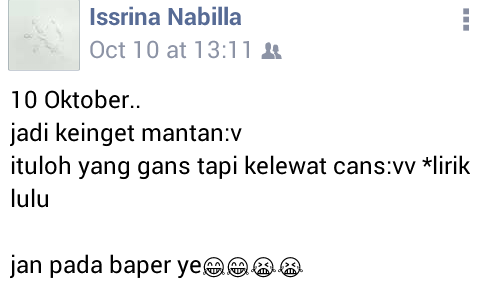 Issrina Nabilla
Oct 10 at 13:11
10 Oktober..
jadi keinget mantan:v
ituloh yang gans tapi kelewat cans:vv *lirik
lulu
jan pada baper ye😁😁😭😭